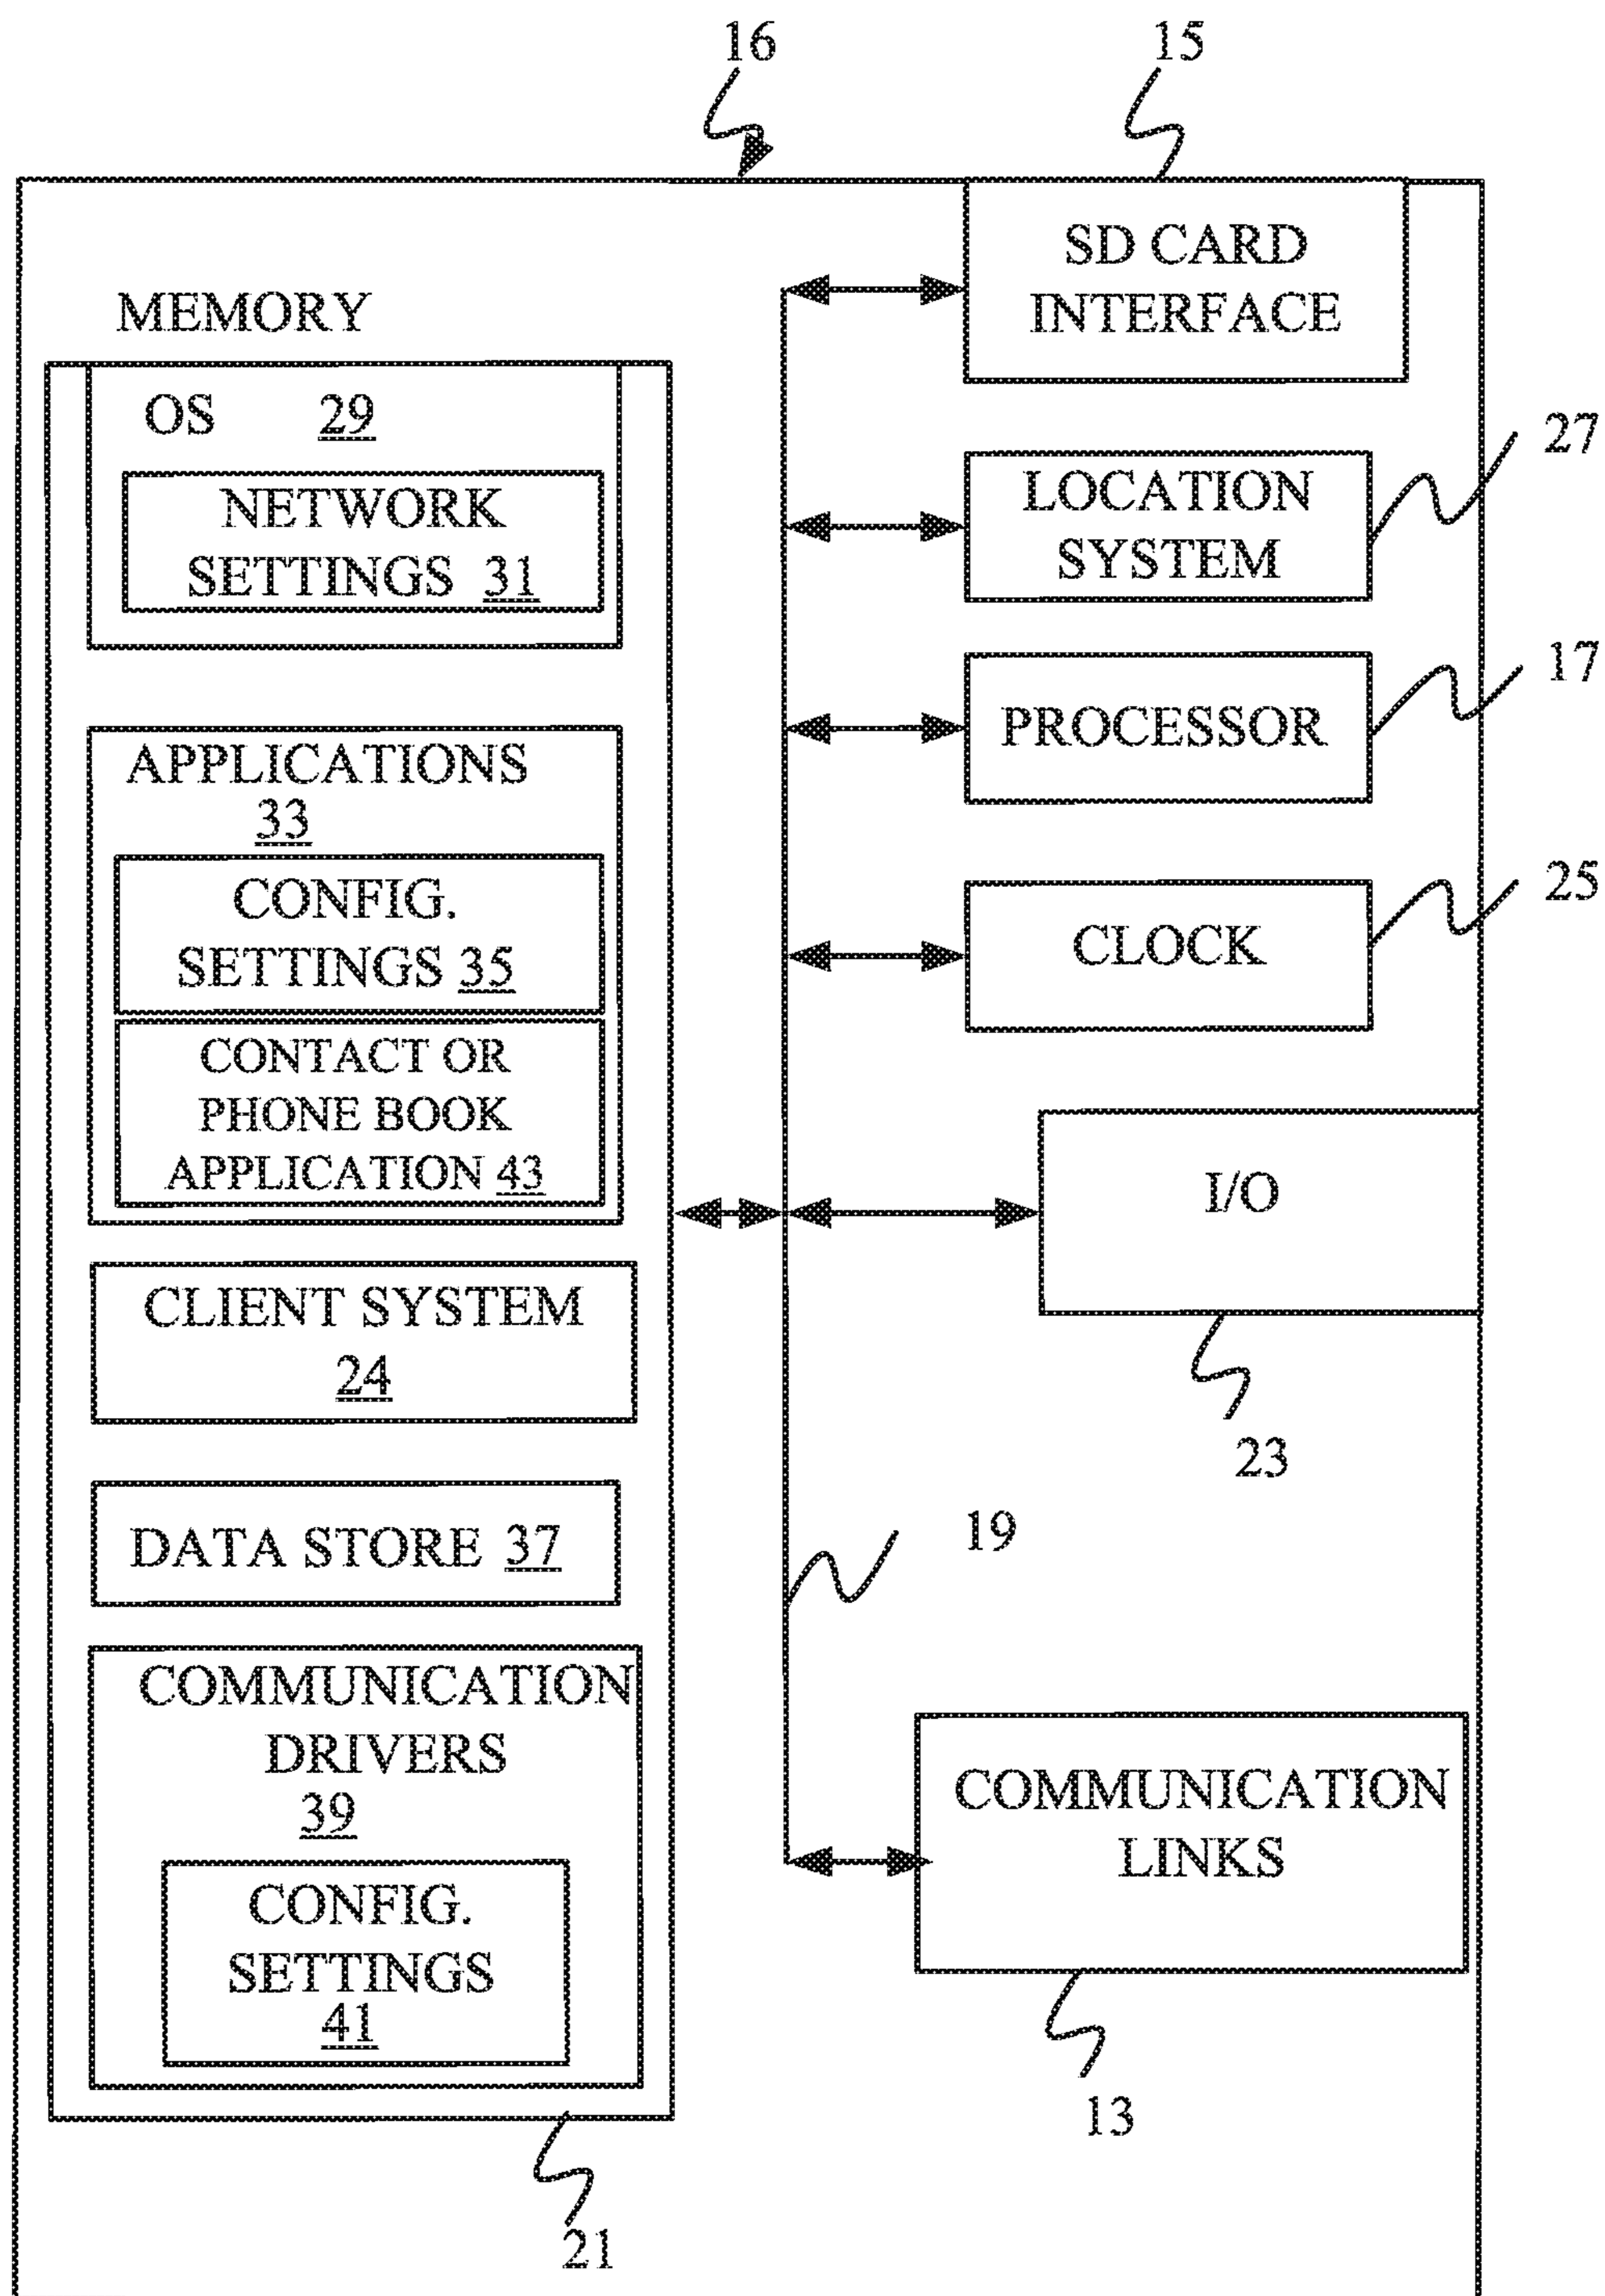 16
15
SD CARD
INTERFACE
MEMORY
OS 29
NETWORK
SETTINGS 31
27
LOCATION
SYSTEM
17
PROCESSOR
APPLICATIONS
33
CONFIG.
SETTINGS 35
25
CLOCK
CONTACT OR
PHONE BOOK
APPLICATION 43
I/O
CLIENT SYSTEM
24
23
DATA STORE 37
19
COMMUNICATION
DRIVERS
39
CONFIG.
SETTINGS
41
COMMUNICATION
LINKS
13
21